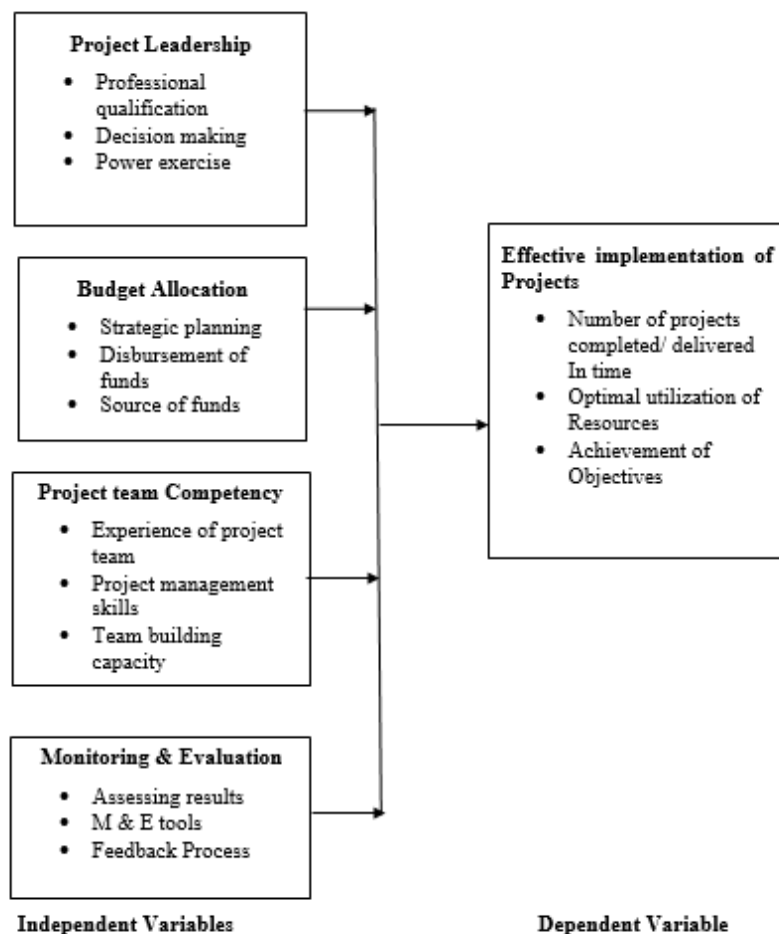 Project Leadership
• Professional
qualification
• Decision making
• Power exercise
Budget Allocation
• Strategic planning
• Disbursement of
funds
• Source of funds
Project team Competency
• Experience of project
team
• Project management
skills
• Team building
capacity
Monitoring & Evaluation
• Assessing results
• M & E tools
• Feedback Process
Independent Variables
Effective implementation of
Projects
• Number of projects
completed/ delivered
In time
• Optimal utilization of
Resources
• Achievement of
Objectives
Dependent Variable